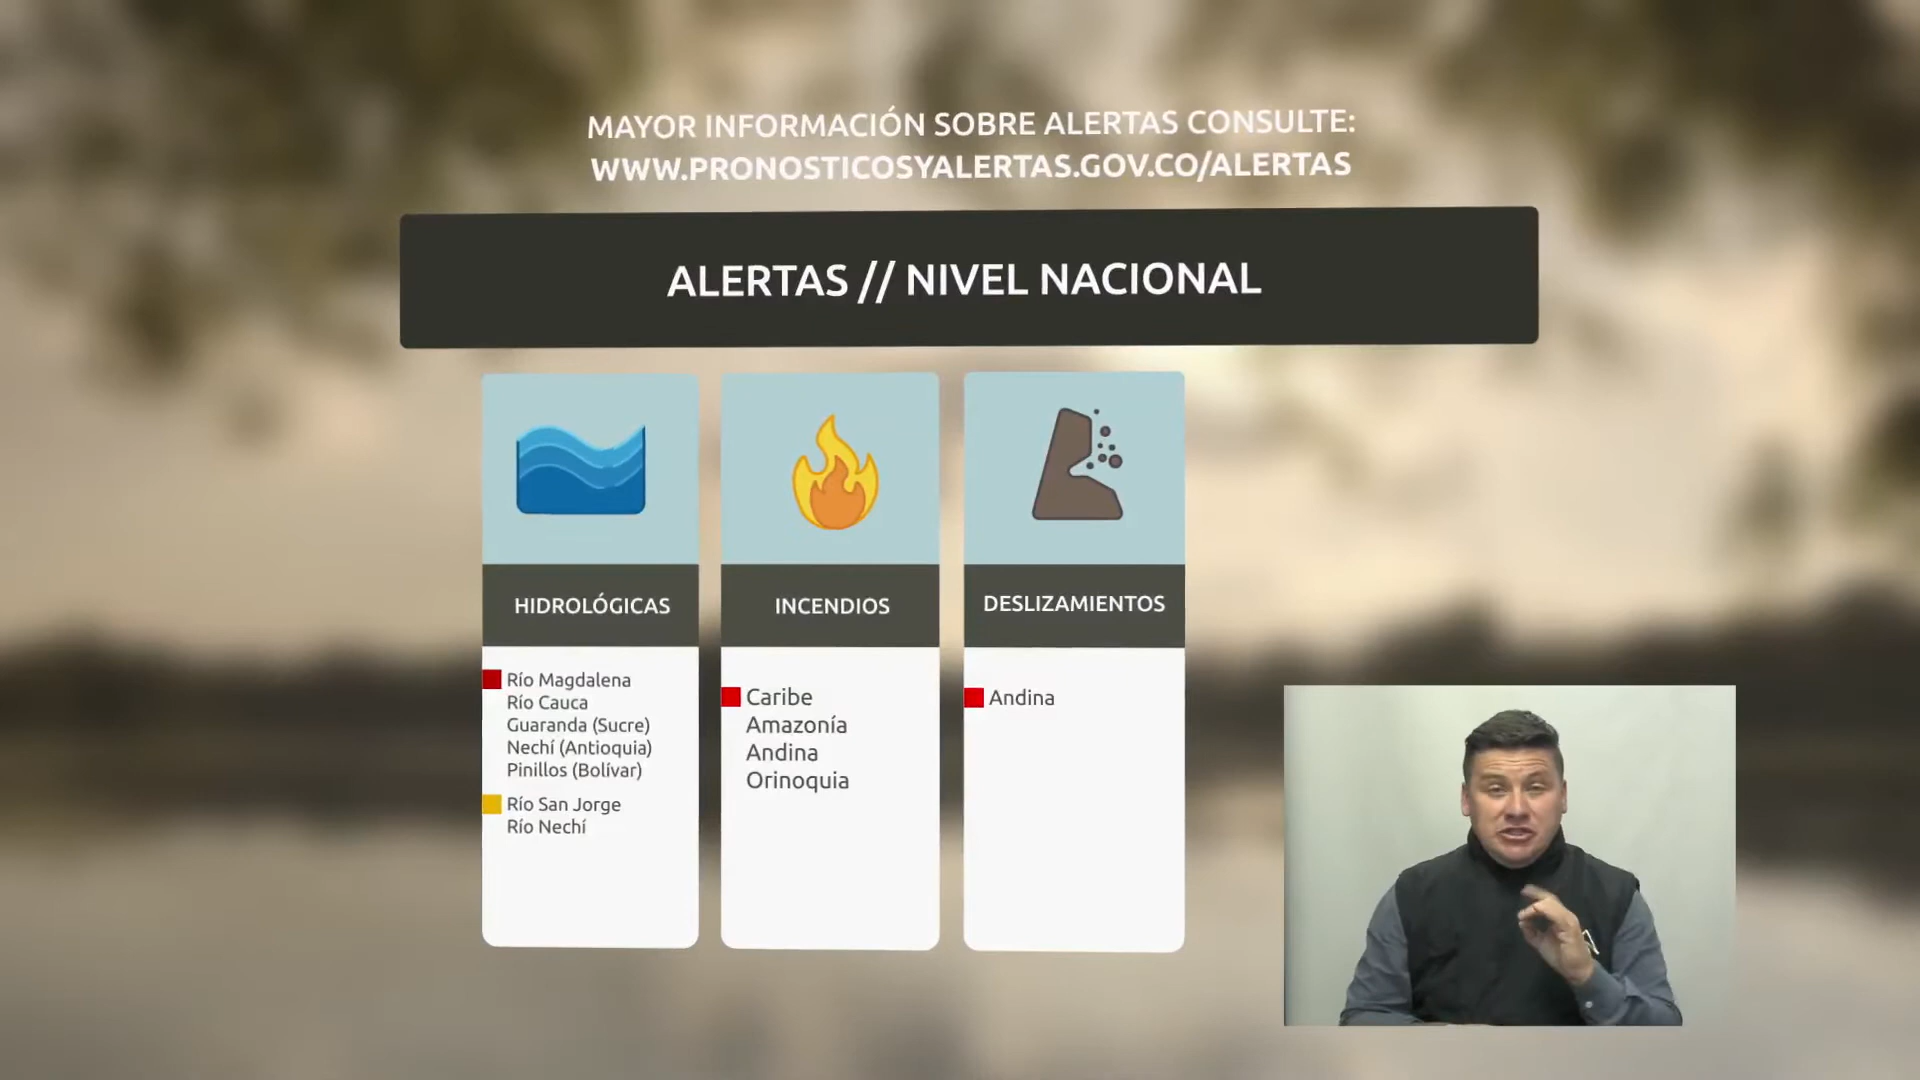 MAYOR INFORMACIÓN SOBRE ALERTAS CONSULTE:
WWW.PRONOSTICOSYALERTAS.GOV.CO/ALERTAS
ALERTAS // NIVEL NACIONAL
HIDROLÓGICAS
Río Magdalena
Río Cauca
Guaranda (Sucre)
Nechí (Antioquia)
Pinillos (Bolívar)
Río San Jorge
Río Nechí
INCENDIOS
Caribe
Amazonía
Andina
Orinoquia
DESLIZAMIENTOS
Andina